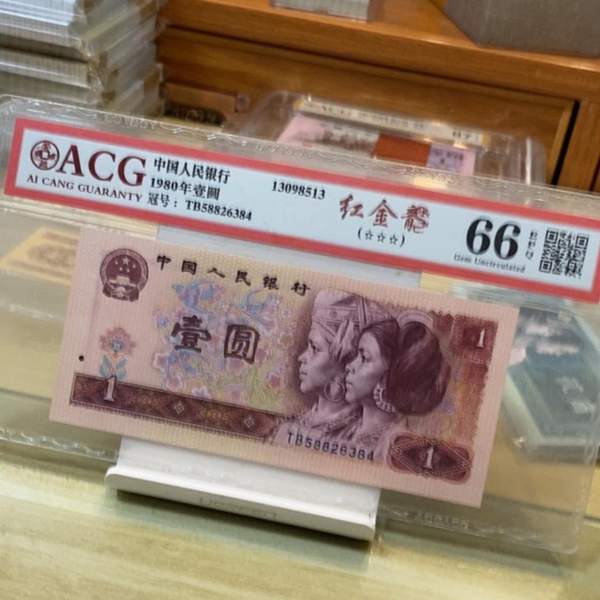 ACG
AI CANG GUARANTY
中国人民银行
1980年壹圆
冠号：TB58826384
13098513
红金龍
(☆☆☆)
66
Gem Uncirculated
中国人民银行
壹圆
1
1
TB58826384
1